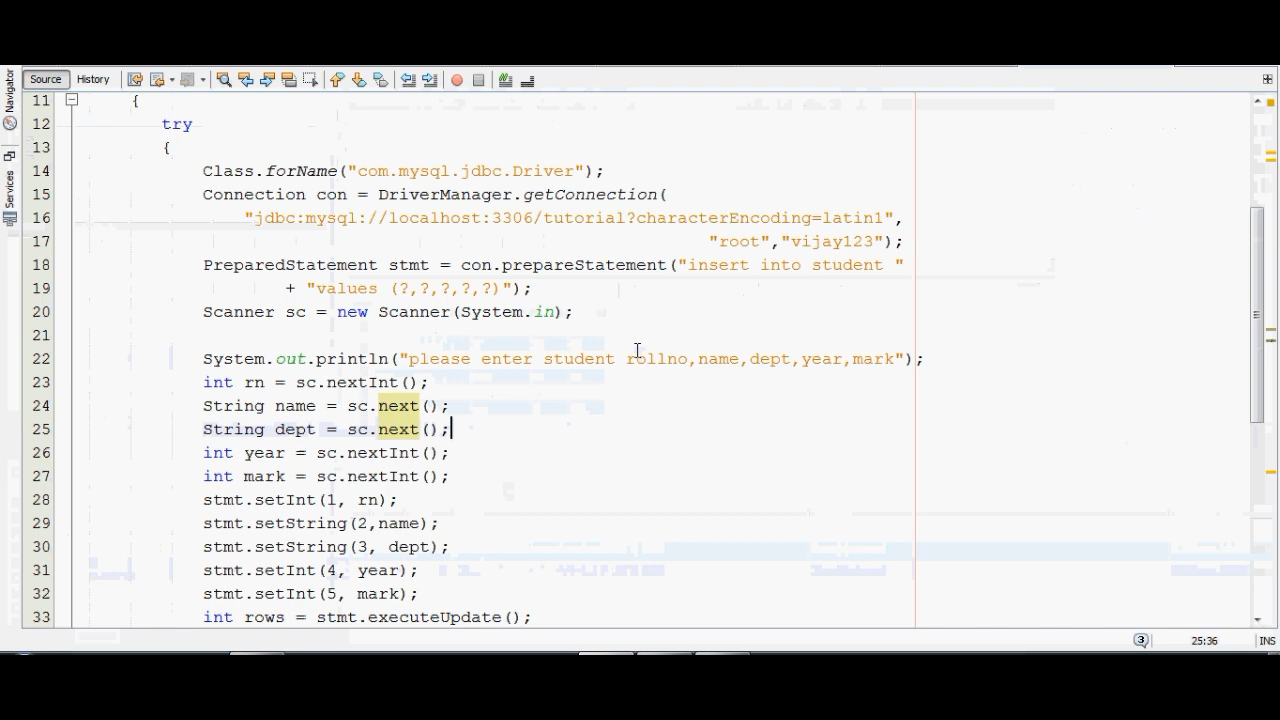 Source History
Navigator
Services
11 {
12 try
13 {
14 Class.forName("com.mysql.jdbc.Driver");
15 Connection con = DriverManager.getConnection(
16 "jdbc:mysql://localhost:3306/tutorial?characterEncoding=latin1",
17 "root","vijay123");
18 PreparedStatement stmt = con.prepareStatement("insert into student "
19 + "values (?,?,?,?,?)");
20 Scanner sc = new Scanner(System.in);
21
22 System.out.println("please enter student rollno,name,dept,year,mark");
23 int rn = sc.nextInt();
24 String name = sc.next();
25 String dept = sc.next();
26 int year = sc.nextInt();
27 int mark = sc.nextInt();
28 stmt.setInt(1, rn);
29 stmt.setString(2,name);
30 stmt.setString(3, dept);
31 stmt.setInt(4, year);
32 stmt.setInt(5, mark);
33 int rows = stmt.executeUpdate();
3 25:36 INS